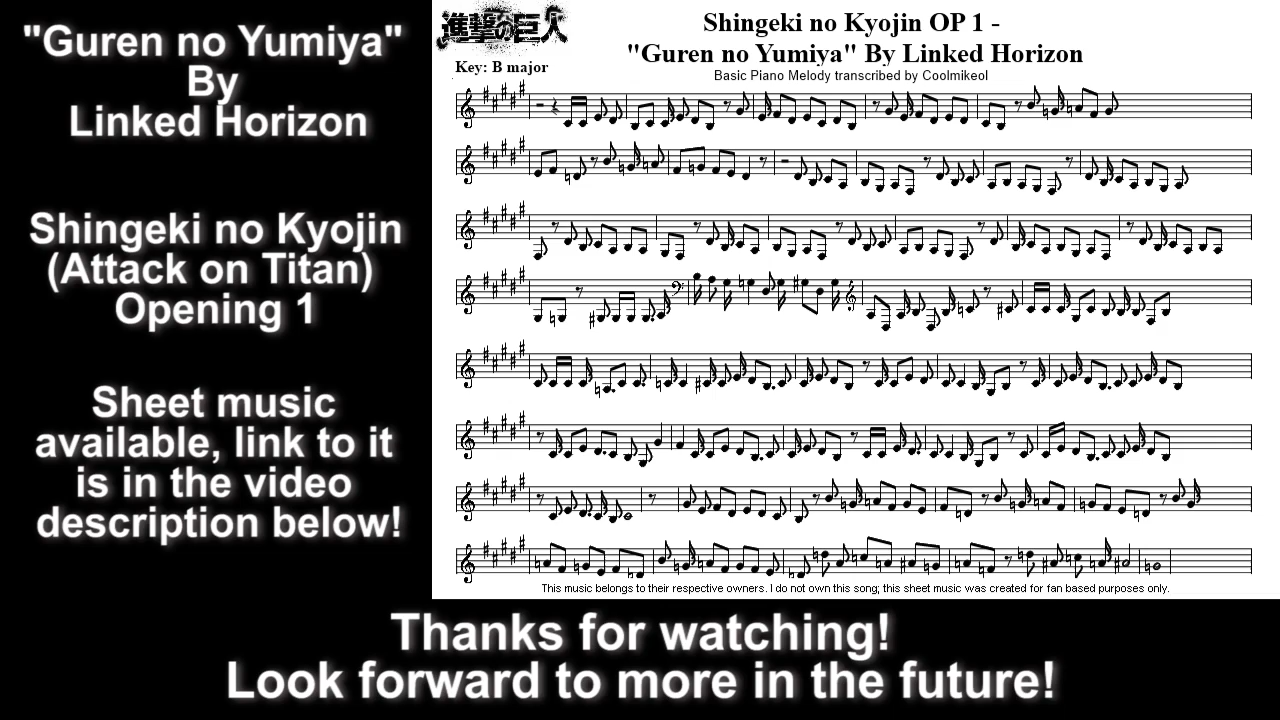 "Guren no Yumiya"
By
Linked Horizon
Shingeki no Kyojin
(Attack on Titan)
Opening 1
Sheet music
available, link to it
is in the video
description below!
進撃の巨人
Shingeki no Kyojin OP 1 -
"Guren no Yumiya" By Linked Horizon
Key: B major
Basic Piano Melody transcribed by Coolmikeol
This music belongs to their respective owners. I do not own this song; this sheet music was created for fan based purposes only.
Thanks for watching!
Look forward to more in the future!